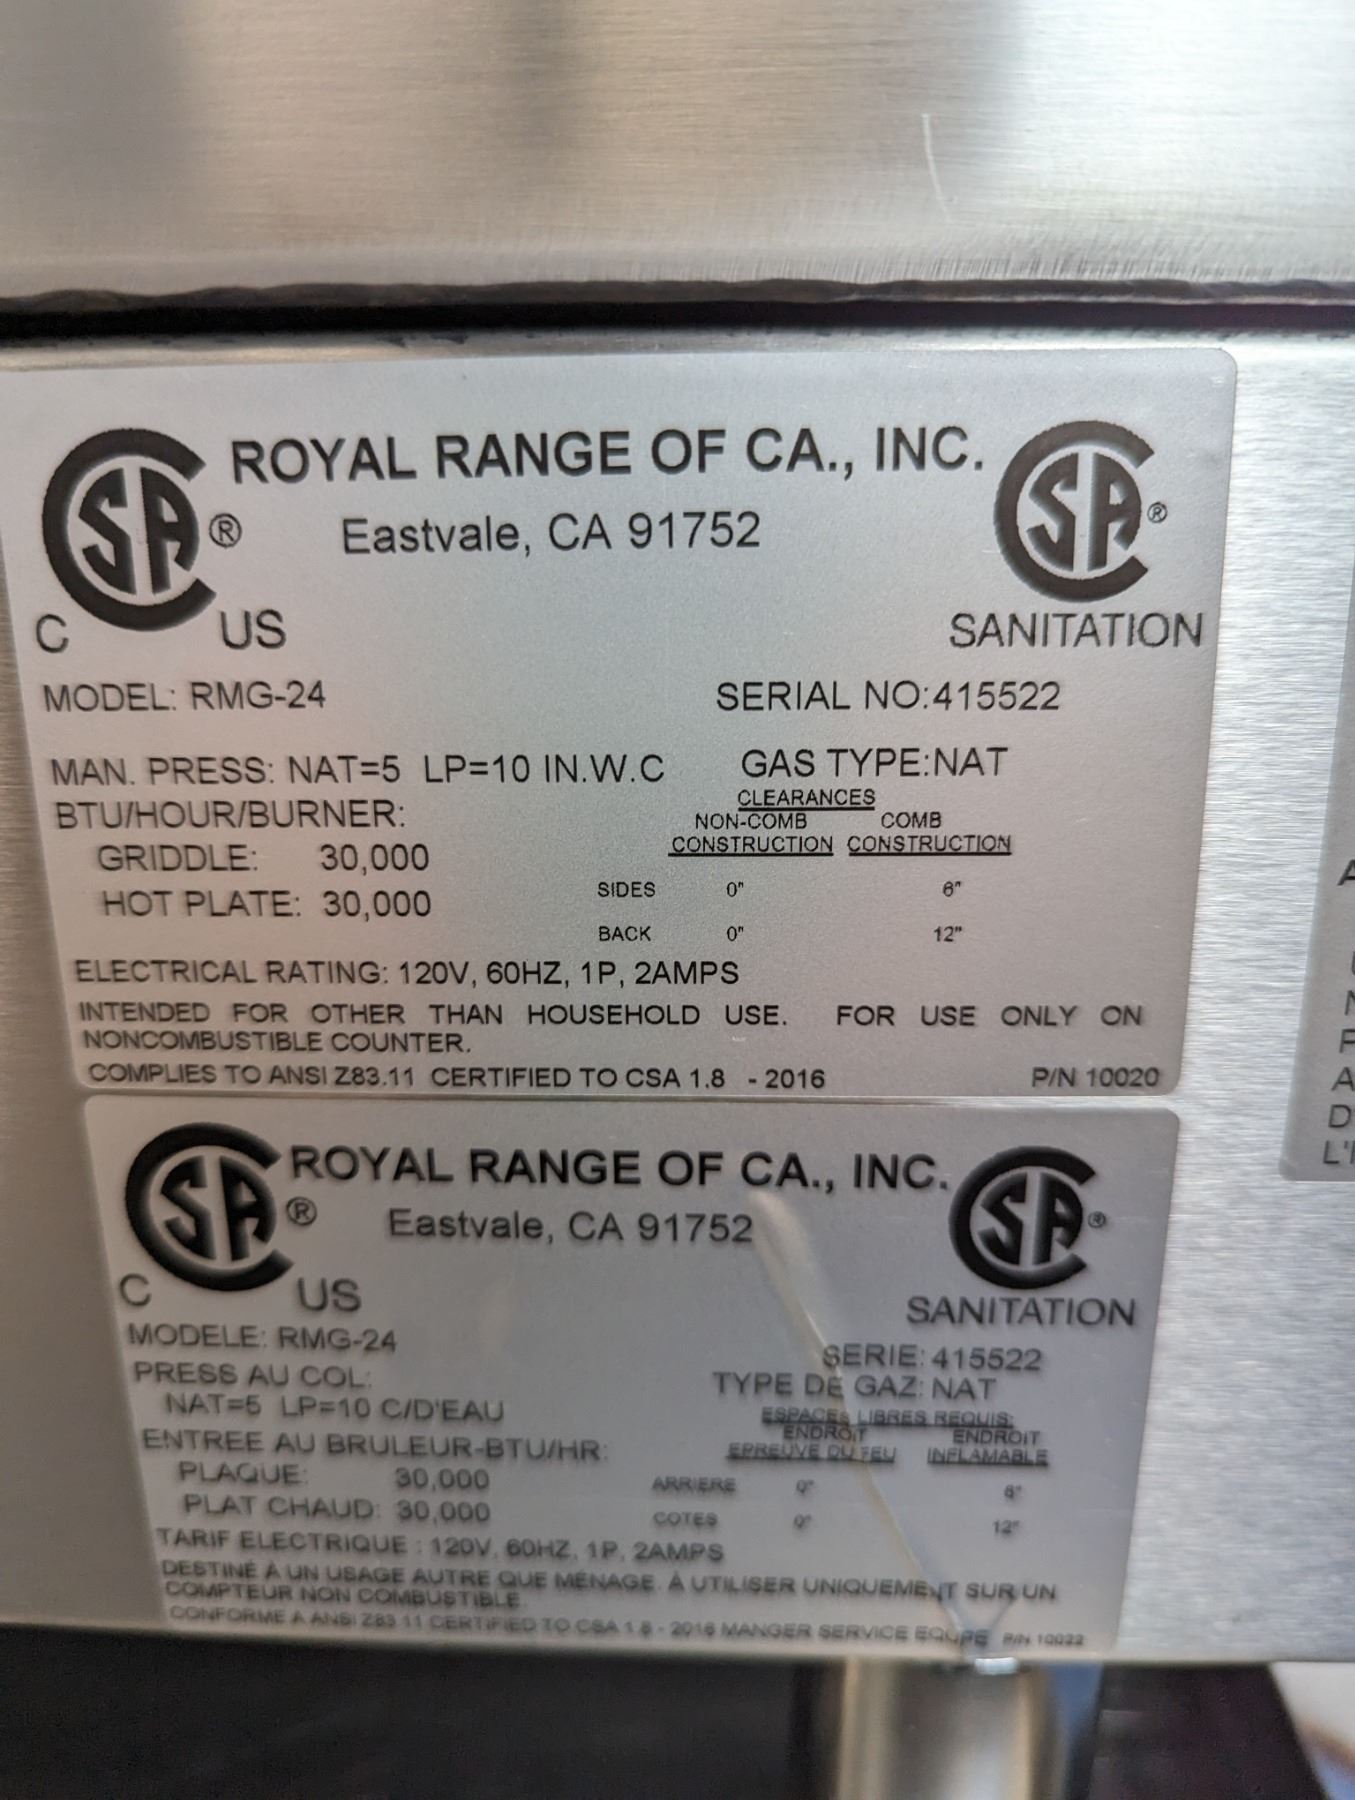 ROYAL RANGE OF CA., INC.
Eastvale, CA 91752
SA ®
C US
SA ®
SANITATION
MODEL: RMG-24 SERIAL NO:415522
MAN. PRESS: NAT=5 LP=10 IN.W.C GAS TYPE:NAT
BTU/HOUR/BURNER:
GRIDDLE: 30,000
HOT PLATE: 30,000
CLEARANCES
NON-COMB COMB
CONSTRUCTION CONSTRUCTION
SIDES 0" 6"
BACK 0" 12"
ELECTRICAL RATING: 120V, 60HZ, 1P, 2AMPS
INTENDED FOR OTHER THAN HOUSEHOLD USE. FOR USE ONLY ON
NONCOMBUSTIBLE COUNTER.
COMPLIES TO ANSI Z83.11 CERTIFIED TO CSA 1.8 - 2016 P/N 10020
ROYAL RANGE OF CA., INC.
Eastvale, CA 91752
SA ®
C US
SA ®
SANITATION
MODELE: RMG-24
SERIE: 415522
PRESS AU COL:
TYPE DE GAZ: NAT
NAT=5 LP=10 C/D'EAU
ENTREE AU BRULEUR-BTU/HR:
PLAQUE: 30,000
PLAT CHAUD: 30,000
ESPACES LIBRES REQUIS:
ENDROIT ENDROIT
EPREUVE DU FEU INFLAMABLE
ARRIERE 0" 6"
COTES 0" 12"
TARIF ELECTRIQUE : 120V, 60HZ, 1P, 2AMPS
DESTINÉ À UN USAGE AUTRE QUE MÉNAGE. À UTILISER UNIQUEMENT SUR UN
COMPTEUR NON COMBUSTIBLE.
CONFORME A ANSI Z83.11 CERTIFIED TO CSA 1.8 - 2016 MANGER SERVICE EQUPE P/N 10022